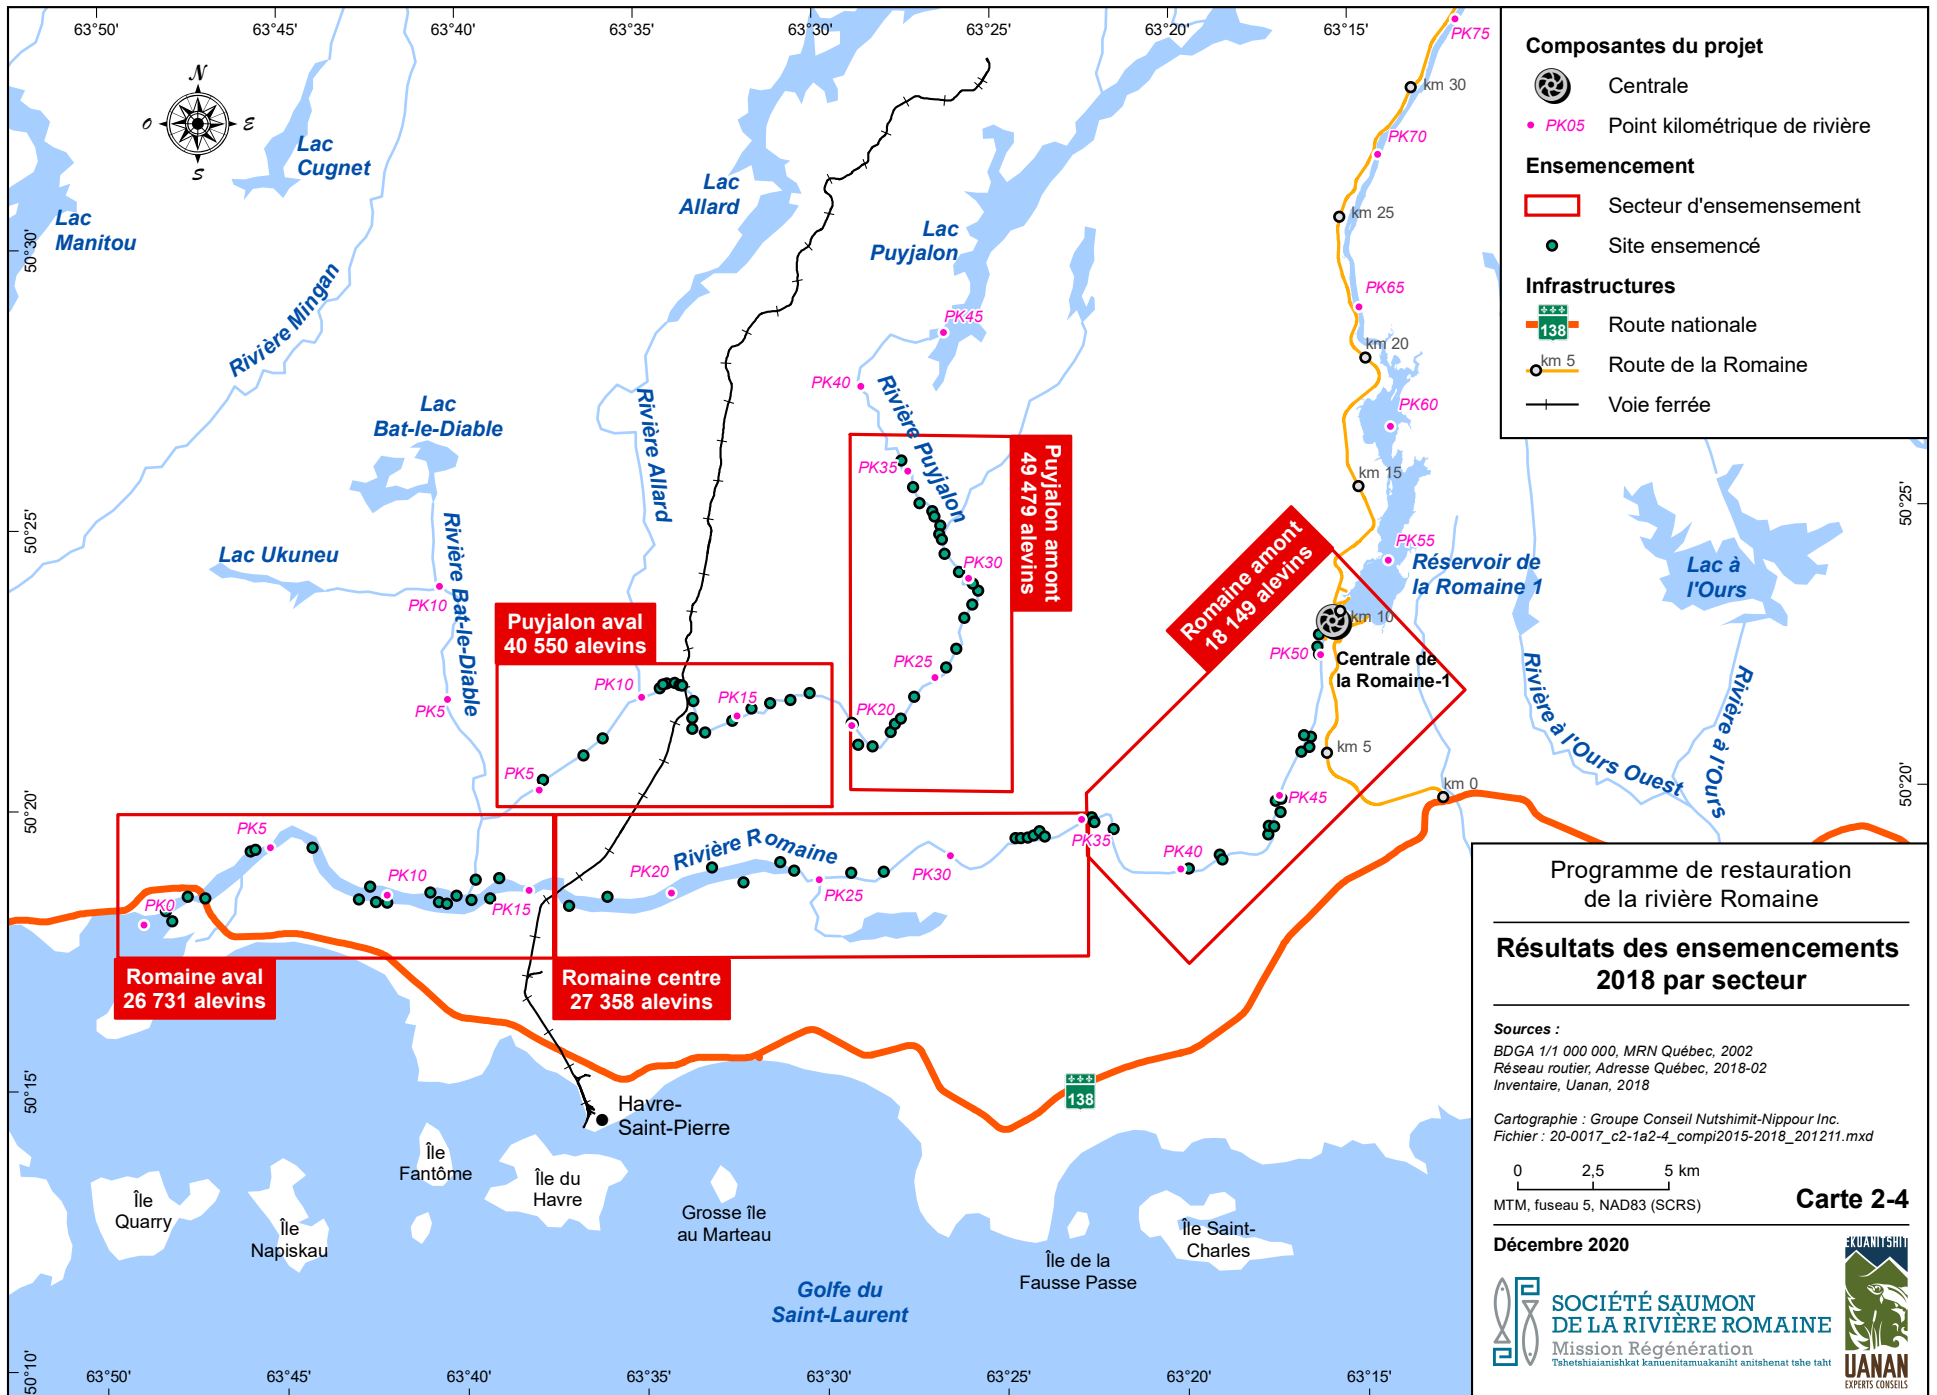 63°50'
63°45'
63°40'
63°35'
63°30'
63°25'
63°20'
63°15'
N
O
E
S
Lac
Cugnet
Lac
Manitou
Lac
Allard
Lac
Puyjalon
Rivière Mingan
Lac
Bat-le-Diable
Rivière Allard
Rivière Puyjalon
Lac Ukuneu
Rivière Bat-le-Diable
50°30'
50°25'
50°20'
50°15'
50°10'
50°25'
50°20'
PK75
km 30
PK70
km 25
PK65
km 20
PK60
km 15
PK55
Réservoir de
la Romaine 1
km 10
PK50
Centrale de
la Romaine-1
km 5
km 0
PK45
PK40
PK35
PK45
PK40
PK35
PK30
PK25
PK20
PK15
PK10
PK5
PK10
PK5
Puyjalon amont
49 479 alevins
Puyjalon aval
40 550 alevins
Romaine amont
18 149 alevins
Romaine aval
26 731 alevins
Romaine centre
27 358 alevins
Rivière Romaine
PK0
PK5
PK10
PK15
PK20
PK25
PK30
Lac à
l'Ours
Rivière à l'Ours Ouest
Rivière à l'Ours
138
Havre-
Saint-Pierre
Île
Quarry
Île
Napiskau
Île
Fantôme
Île du
Havre
Grosse île
au Marteau
Île de la
Fausse Passe
Île Saint-
Charles
Golfe du
Saint-Laurent
63°50'
63°45'
63°40'
63°35'
63°30'
63°25'
63°20'
63°15'
Composantes du projet
Centrale
PK05 Point kilométrique de rivière
Ensemencement
Secteur d'ensemensement
Site ensemencé
Infrastructures
138 Route nationale
km 5 Route de la Romaine
Voie ferrée
Programme de restauration
de la rivière Romaine
Résultats des ensemencements
2018 par secteur
Sources :
BDGA 1/1 000 000, MRN Québec, 2002
Réseau routier, Adresse Québec, 2018-02
Inventaire, Uanan, 2018
Cartographie : Groupe Conseil Nutshimit-Nippour Inc.
Fichier : 20-0017_c2-1a2-4_compi2015-2018_201211.mxd
0 2,5 5 km
MTM, fuseau 5, NAD83 (SCRS)
Carte 2-4
Décembre 2020
SOCIÉTÉ SAUMON
DE LA RIVIÈRE ROMAINE
Mission Régénération
Tshetshiaianishkat kanuenitamuakaniht anitshenat tshe taht
EKUANITSHIT
UANAN
EXPERTS CONSEILS